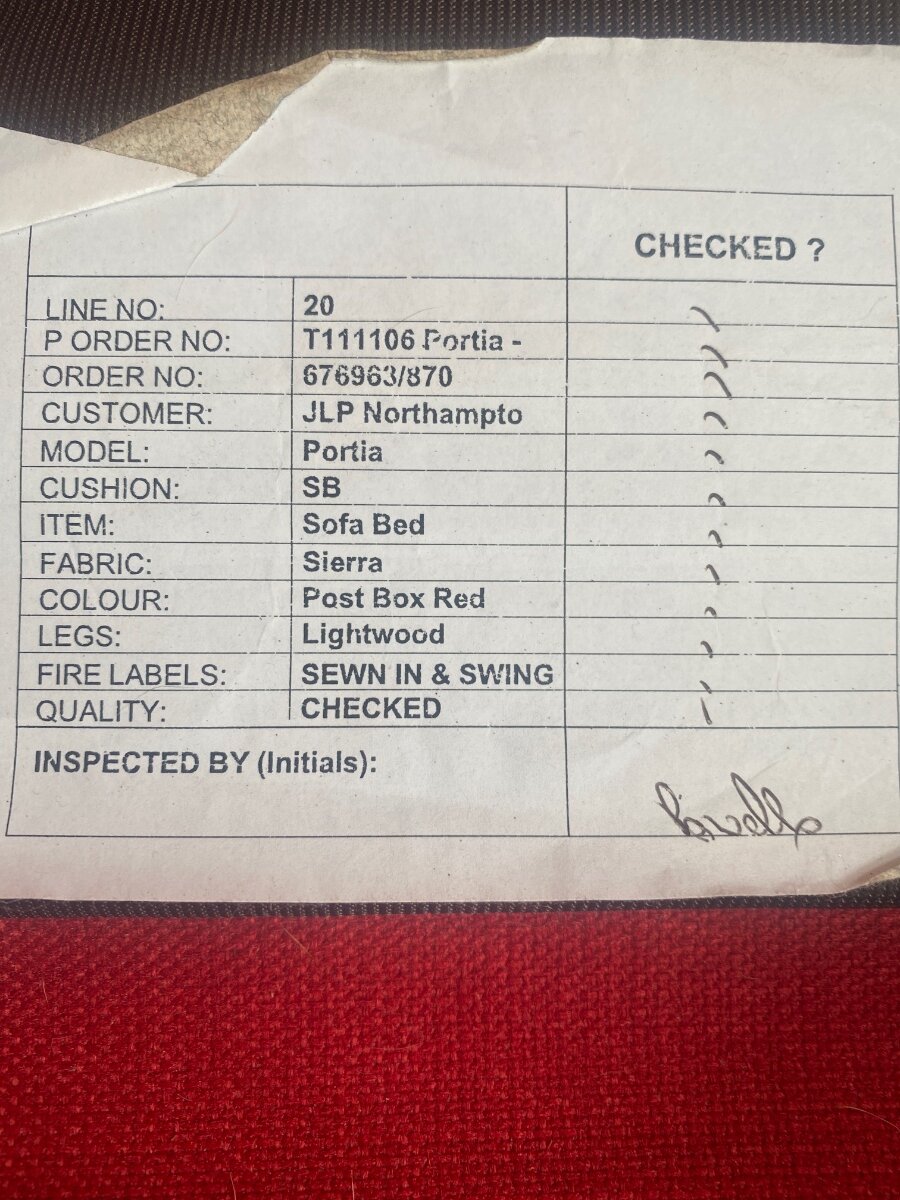 CHECKED ?
LINE NO: 20
P ORDER NO: T111106 Portia -
ORDER NO: 676963/870
CUSTOMER: JLP Northampto
MODEL: Portia
CUSHION: SB
ITEM: Sofa Bed
FABRIC: Sierra
COLOUR: Post Box Red
LEGS: Lightwood
FIRE LABELS: SEWN IN & SWING
QUALITY: CHECKED
INSPECTED BY (Initials):